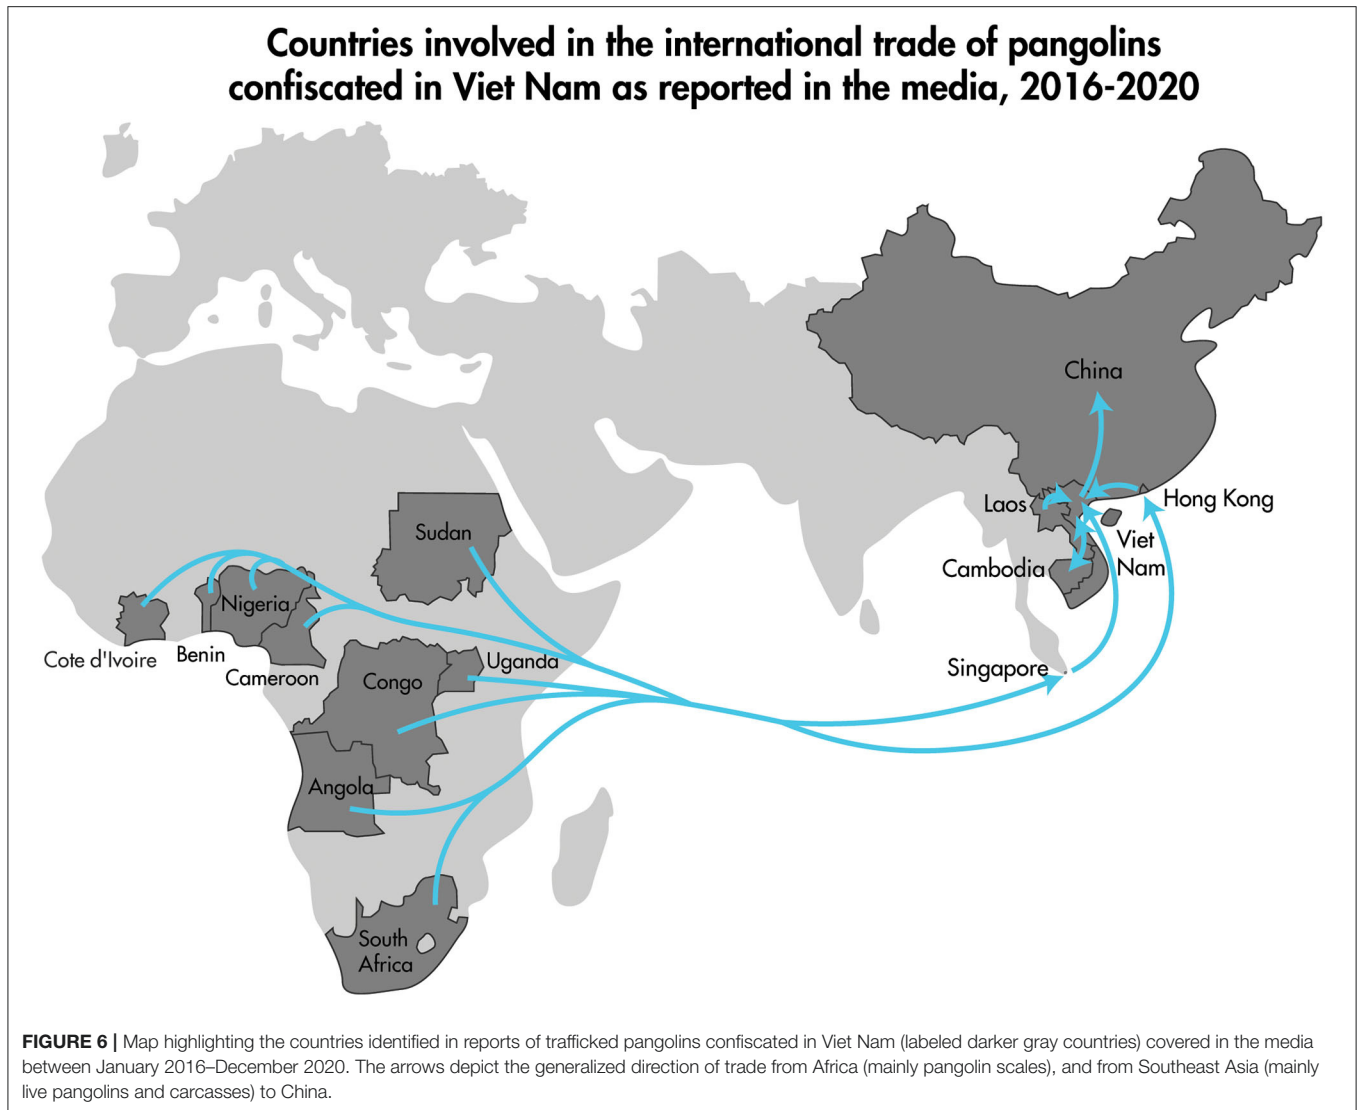 Countries involved in the international trade of pangolins
confiscated in Viet Nam as reported in the media, 2016-2020
China
Laos
Hong Kong
Viet
Nam
Cambodia
Sudan
Nigeria
Cote d'Ivoire
Benin
Cameroon
Uganda
Congo
Singapore
Angola
South
Africa
FIGURE 6 | Map highlighting the countries identified in reports of trafficked pangolins confiscated in Viet Nam (labeled darker gray countries) covered in the media
between January 2016–December 2020. The arrows depict the generalized direction of trade from Africa (mainly pangolin scales), and from Southeast Asia (mainly
live pangolins and carcasses) to China.